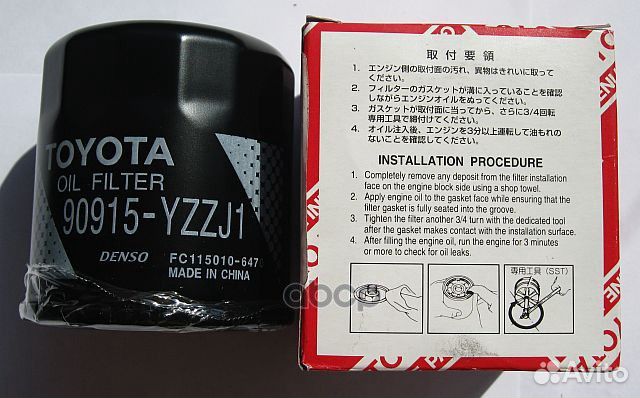 TOYOTA
OIL FILTER
90915-YZZJ1
DENSO
FC115010-647
MADE IN CHINA
取付要領
1. エンジン側の取付面の汚れ、異物はきれいに取って
ください。
2. フィルターのガスケットが溝に入っていることを確認
しながらエンジンオイルをぬってください。
3. ガスケットが取付面に当ってから、さらに3/4回転
専用工具で締付けてください。
4. オイル注入後、エンジンを3分以上運転して油もれの
ないことを確認してください。
INSTALLATION PROCEDURE
1. Completely remove any deposit from the filter installation
face on the engine block side using a shop towel.
2. Apply engine oil to the gasket face while ensuring that the
filter gasket is fully seated into the groove.
3. Tighten the filter another 3/4 turn with the dedicated tool
after the gasket makes contact with the installation surface.
4. After filling the engine oil, run the engine for 3 minutes
or more to check for oil leaks.
専用工具(SST)
Avito